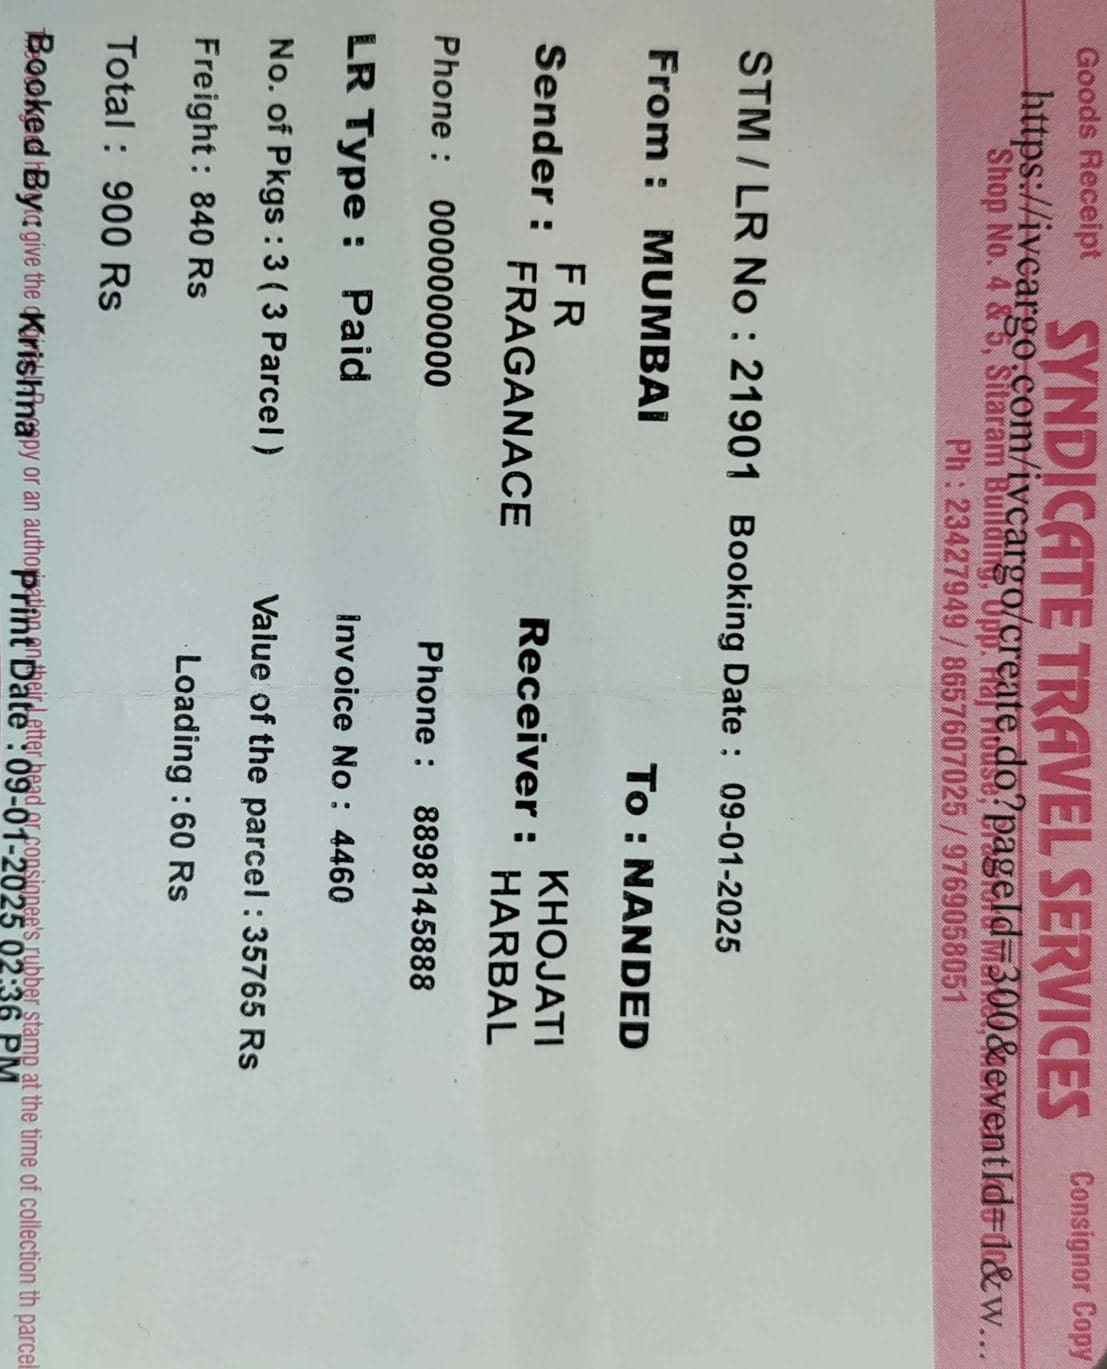 Goods Receipt SYNDICATE TRAVEL SERVICES Consignor Copy
https://ivcargo.com/ivcargo/create.do?pageId=300&eventId=1&w...
Shop No. 4 & 5, Sitaram Building, Opp. Haj House,
Ph : 23427949 / 8657607025 / 9769058051
STM / LR No : 21901 Booking Date : 09-01-2025
From : MUMBAI To : NANDED
Sender : F R FRAGANACE Receiver : KHOJATI HARBAL
Phone : 0000000000 Phone : 8898145888
LR Type : Paid Invoice No : 4460
No. of Pkgs : 3 ( 3 Parcel ) Value of the parcel : 35765 Rs
Freight : 840 Rs Loading : 60 Rs
Total : 900 Rs
give the copy or an authorization on their Letter head or consignee's rubber stamp at the time of collection th parcel
Booked By : Krishna Print Date : 09-01-2025 02:36 PM